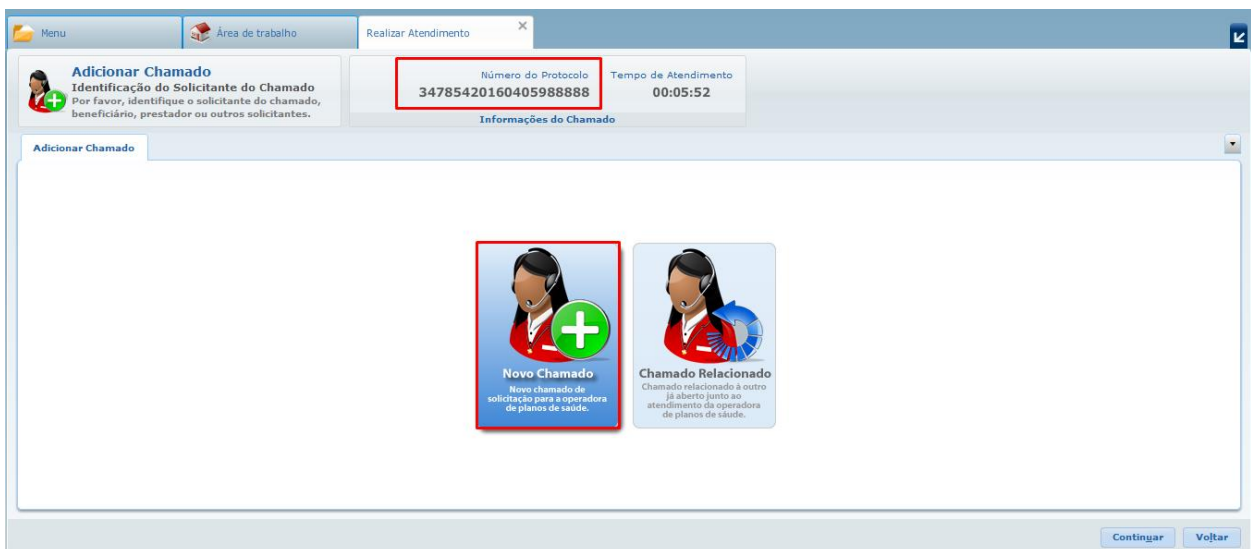 Menu
Área de trabalho
Realizar Atendimento
Adicionar Chamado
Identificação do Solicitante do Chamado
Por favor, identifique o solicitante do chamado,
beneficiário, prestador ou outros solicitantes.
Número do Protocolo
34785420160405988888
Tempo de Atendimento
00:05:52
Informações do Chamado
Adicionar Chamado
Novo Chamado
Novo chamado de
solicitação para a operadora
de planos de saúde.
Chamado Relacionado
Chamado relacionado à outro
já aberto junto ao
atendimento da operadora
de planos de sáude.
Continuar
Voltar